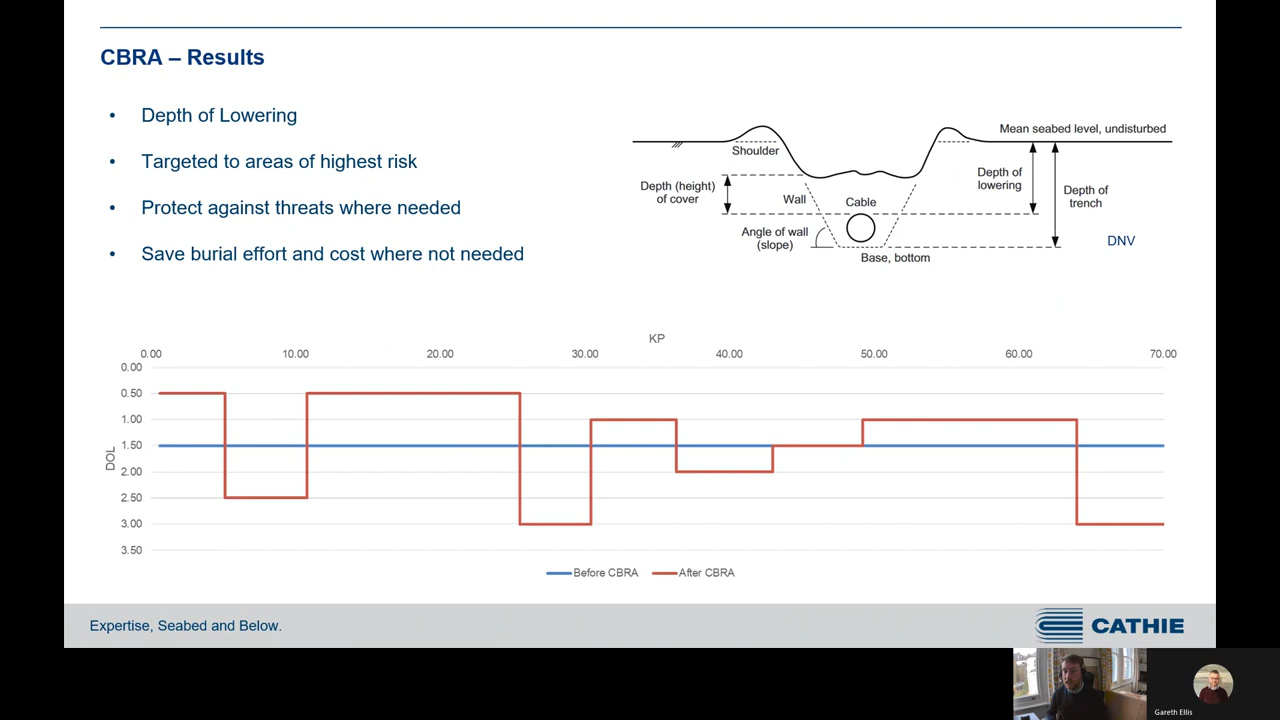 CBRA – Results
• Depth of Lowering
• Targeted to areas of highest risk
• Protect against threats where needed
• Save burial effort and cost where not needed
Mean seabed level, undisturbed
Shoulder
Depth of
lowering
Depth (height)
of cover
Depth of
trench
Wall
Cable
Angle of wall
(slope)
DNV
Base, bottom
KP
0.00 10.00 20.00 30.00 40.00 50.00 60.00 70.00
0.00
0.50
1.00
1.50
DOL
2.00
2.50
3.00
3.50
Before CBRA After CBRA
Expertise, Seabed and Below.
CATHIE
Gareth Ellis